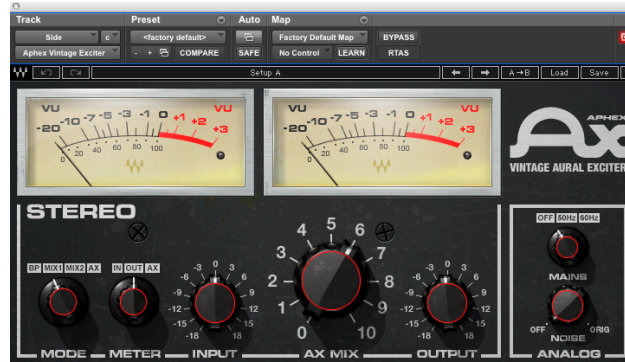 Track Preset Auto Map
Side c <factory default> Factory Default Map BYPASS
Aphex Vintage Exciter - + COMPARE SAFE No Control LEARN RTAS
Setup A A→B Load Save
VU VU
-20 -10 -7 -5 -3 -1 0 +1 +2 +3
0 20 40 60 80 100
VU VU
-20 -10 -7 -5 -3 -1 0 +1 +2 +3
0 20 40 60 80 100
APHEX
Ax
VINTAGE AURAL EXCITER
STEREO
BP MIX1 MIX2 AX
MODE
IN OUT AX
METER
-18 -15 -12 -9 -6 -3 0 3 6 9 12 15 18
INPUT
0 1 2 3 4 5 6 7 8 9 10
AX MIX
-18 -15 -12 -9 -6 -3 0 3 6 9 12 15 18
OUTPUT
OFF 50Hz 60Hz
MAINS
OFF ORIG
NOISE
ANALOG